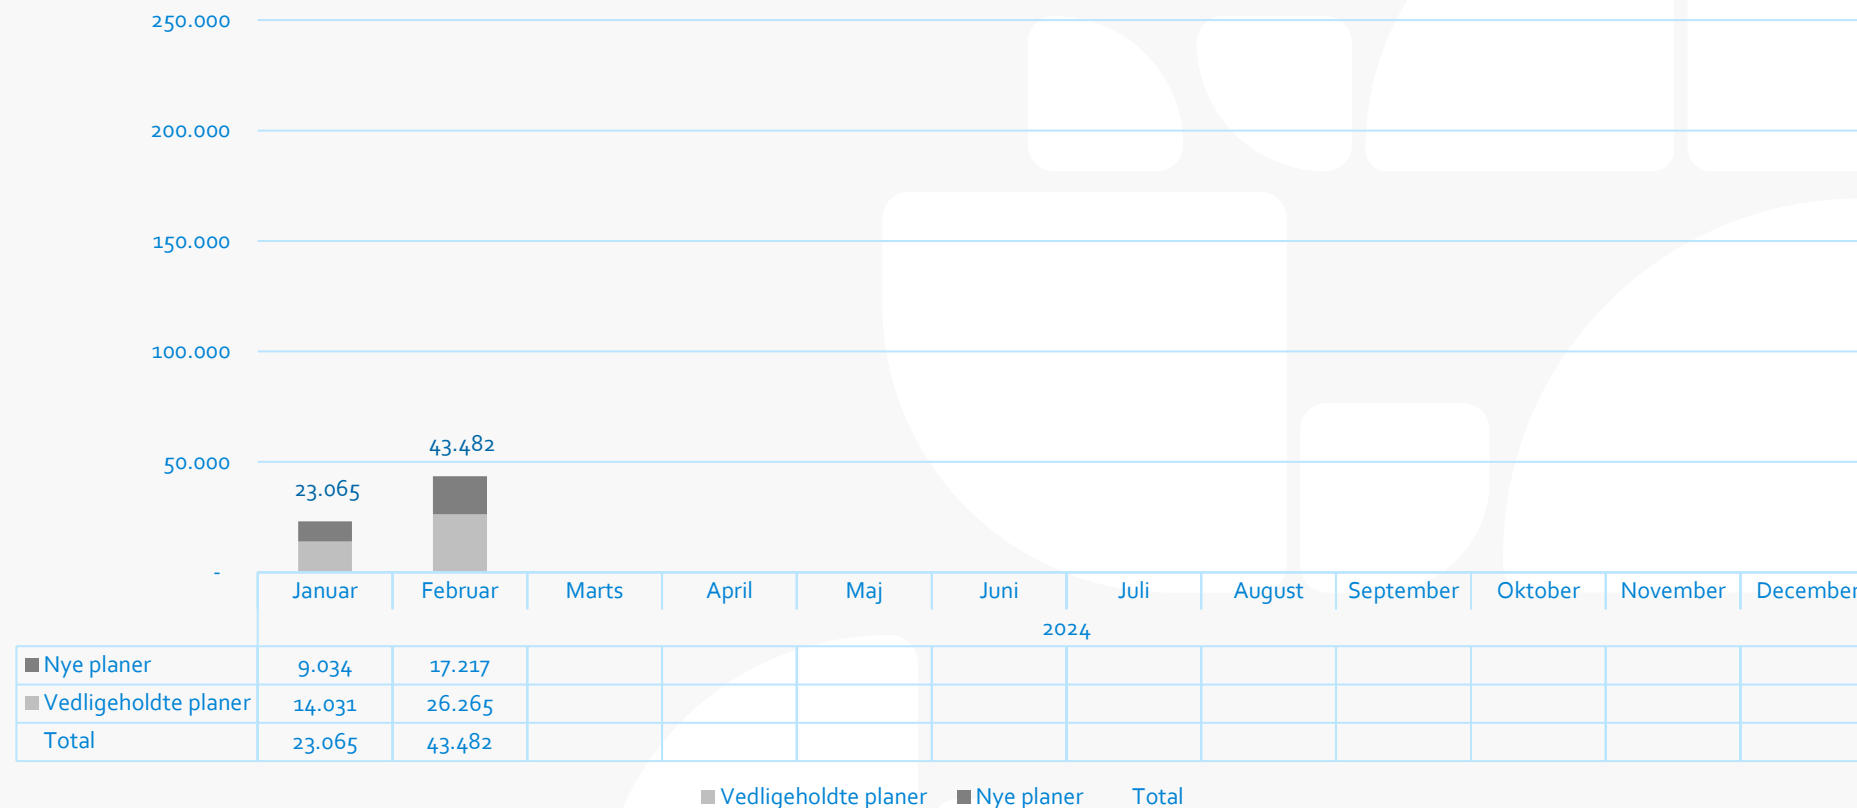 250.000
200.000
150.000
100.000
50.000
-
23.065
43.482
Januar Februar Marts April Maj Juni Juli August September Oktober November December
2024
Nye planer 9.034 17.217
Vedligeholdte planer 14.031 26.265
Total 23.065 43.482
Vedligeholdte planer Nye planer Total